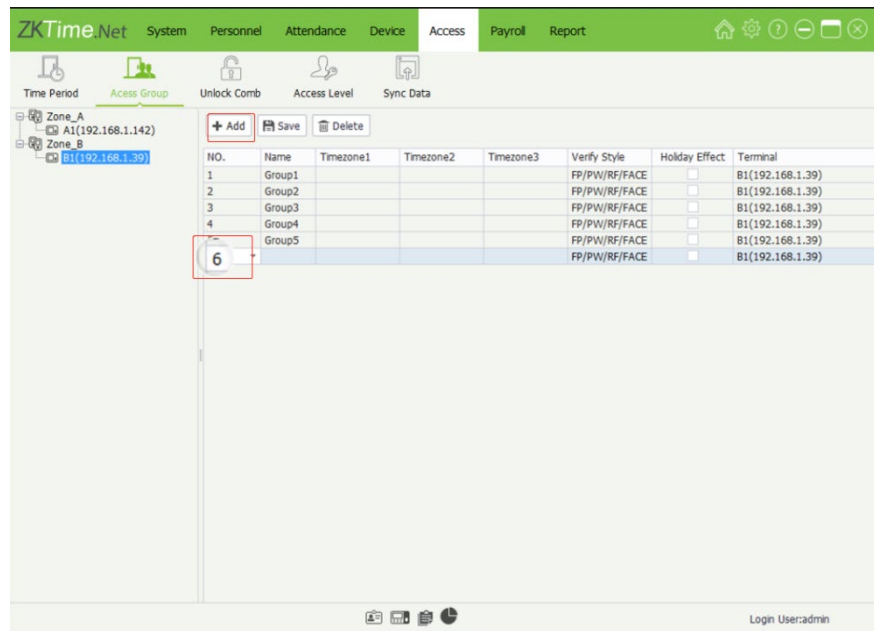 ZKTime.Net System Personnel Attendance Device Access Payroll Report
Time Period Acess Group Unlock Comb Access Level Sync Data
Zone_A
A1(192.168.1.142)
Zone_B
B1(192.168.1.39)
+ Add Save Delete
NO. Name Timezone1 Timezone2 Timezone3 Verify Style Holiday Effect Terminal
1 Group1 FP/PW/RF/FACE B1(192.168.1.39)
2 Group2 FP/PW/RF/FACE B1(192.168.1.39)
3 Group3 FP/PW/RF/FACE B1(192.168.1.39)
4 Group4 FP/PW/RF/FACE B1(192.168.1.39)
Group5 FP/PW/RF/FACE B1(192.168.1.39)
6 FP/PW/RF/FACE B1(192.168.1.39)
Login User:admin